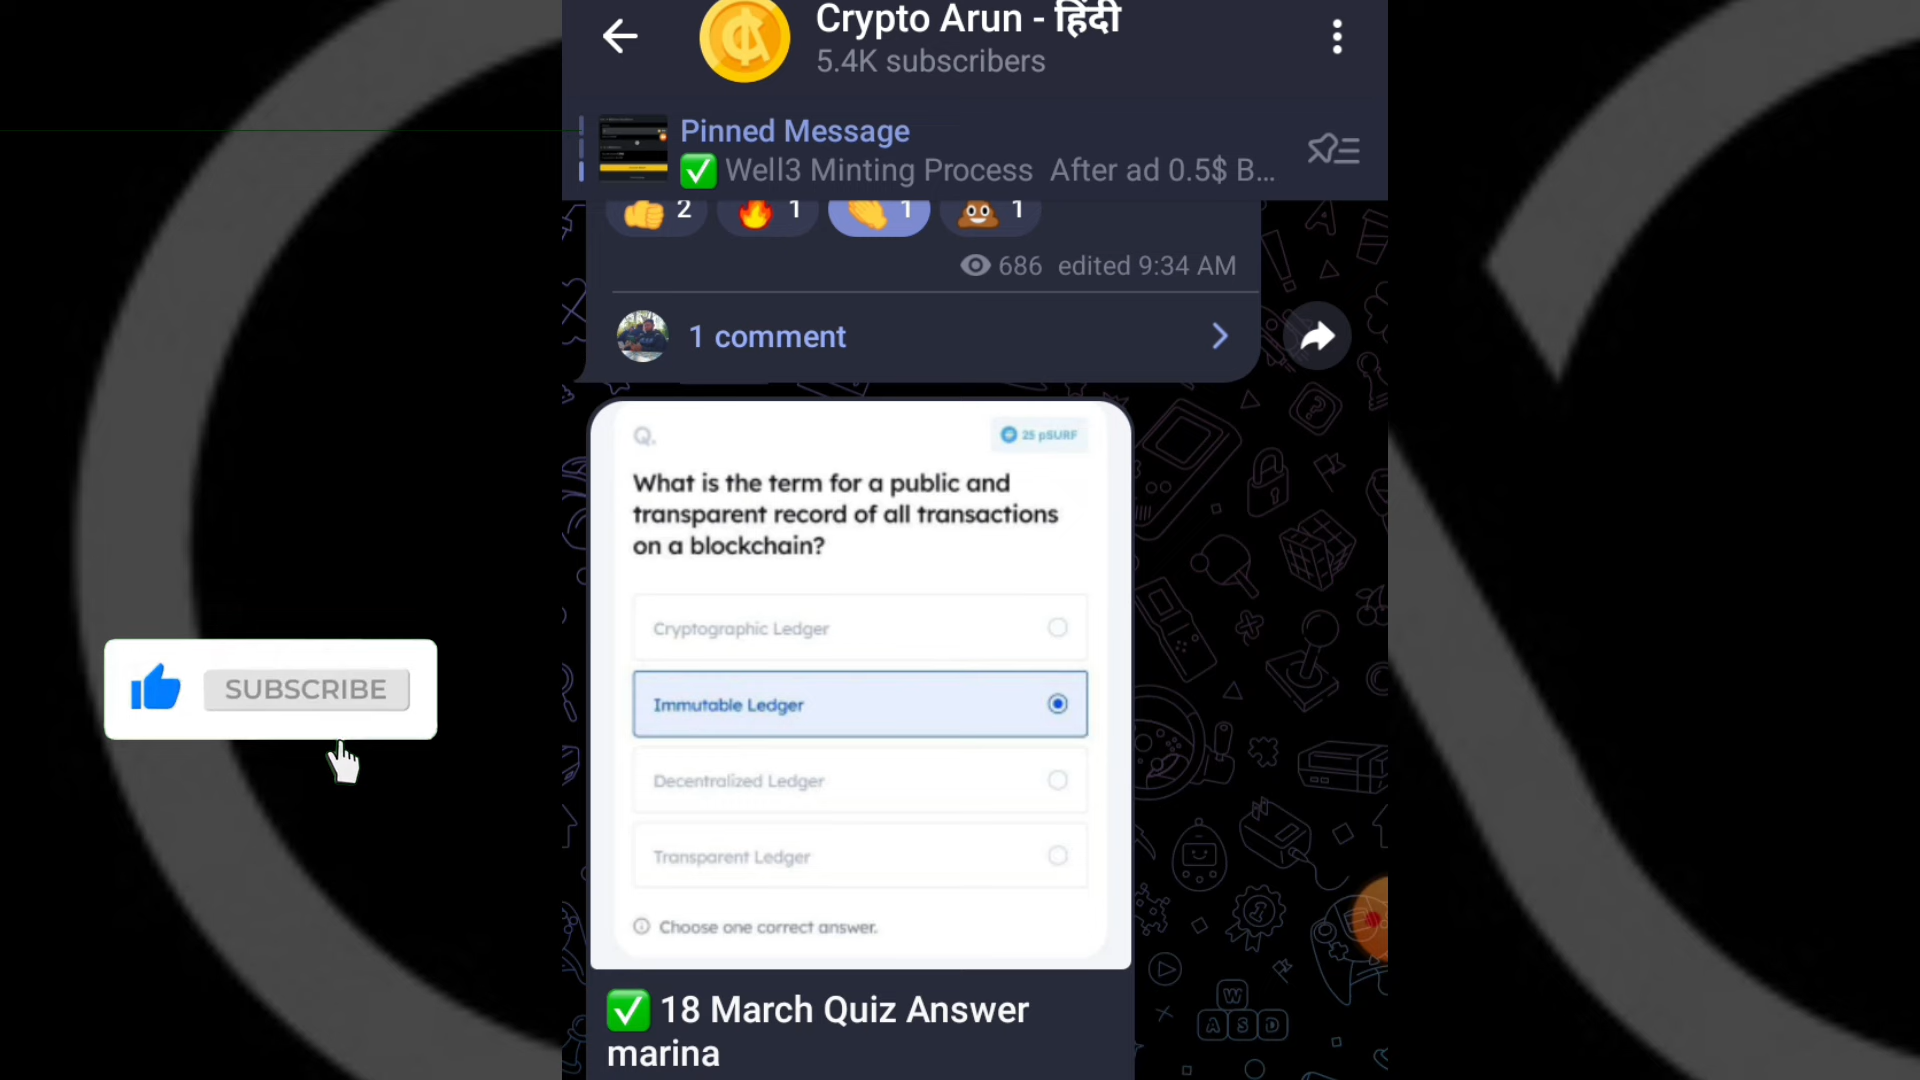 Crypto Arun - हिंदी
5.4K subscribers
Pinned Message
✅ Well3 Minting Process After ad 0.5$ B...
👍 2 🔥 1 👏 1 💩 1
686 edited 9:34 AM
1 comment
Q.
25 pSURF
What is the term for a public and
transparent record of all transactions
on a blockchain?
Cryptographic Ledger
Immutable Ledger
Decentralized Ledger
Transparent Ledger
Choose one correct answer.
✅ 18 March Quiz Answer
marina
SUBSCRIBE
W
A S D